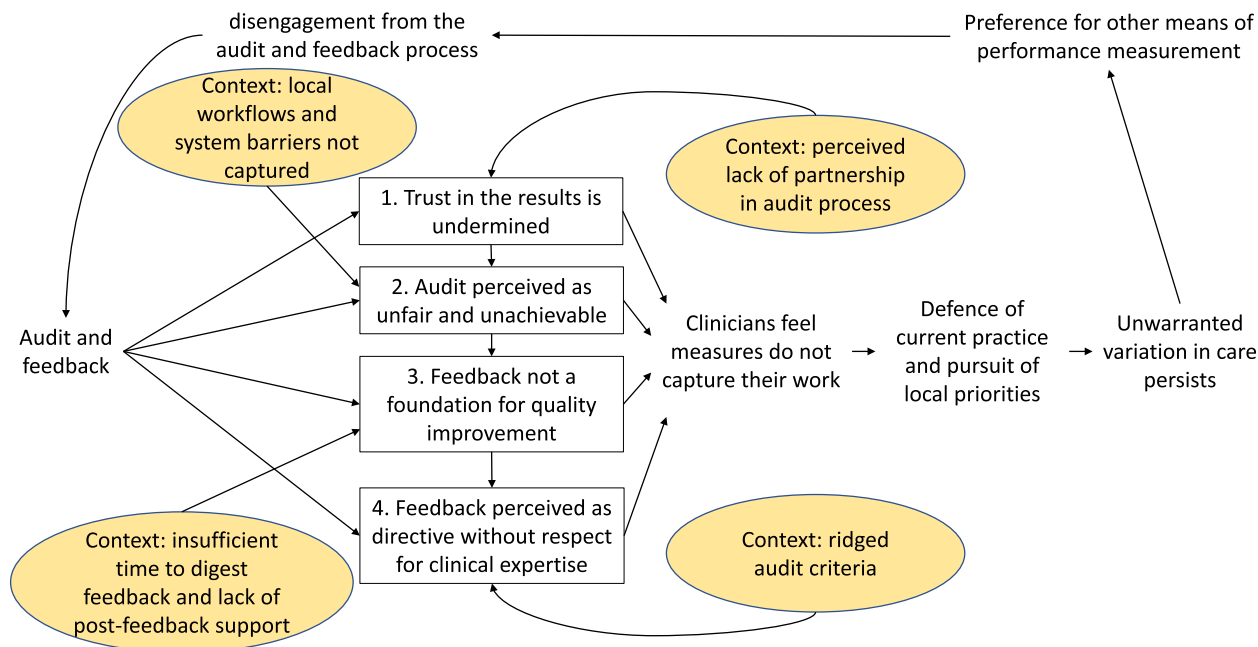 disengagement from the
audit and feedback process
Preference for other means of
performance measurement
Context: local
workflows and
system barriers not
captured
Context: perceived
lack of partnership
in audit process
1. Trust in the results is
undermined
2. Audit perceived as
unfair and unachievable
3. Feedback not a
foundation for quality
improvement
4. Feedback perceived as
directive without respect
for clinical expertise
Audit and
feedback
Clinicians feel
measures do not
capture their work
Defence of
current practice
and pursuit of
local priorities
Unwarranted
variation in care
persists
Context: insufficient
time to digest
feedback and lack of
post-feedback support
Context: ridged
audit criteria